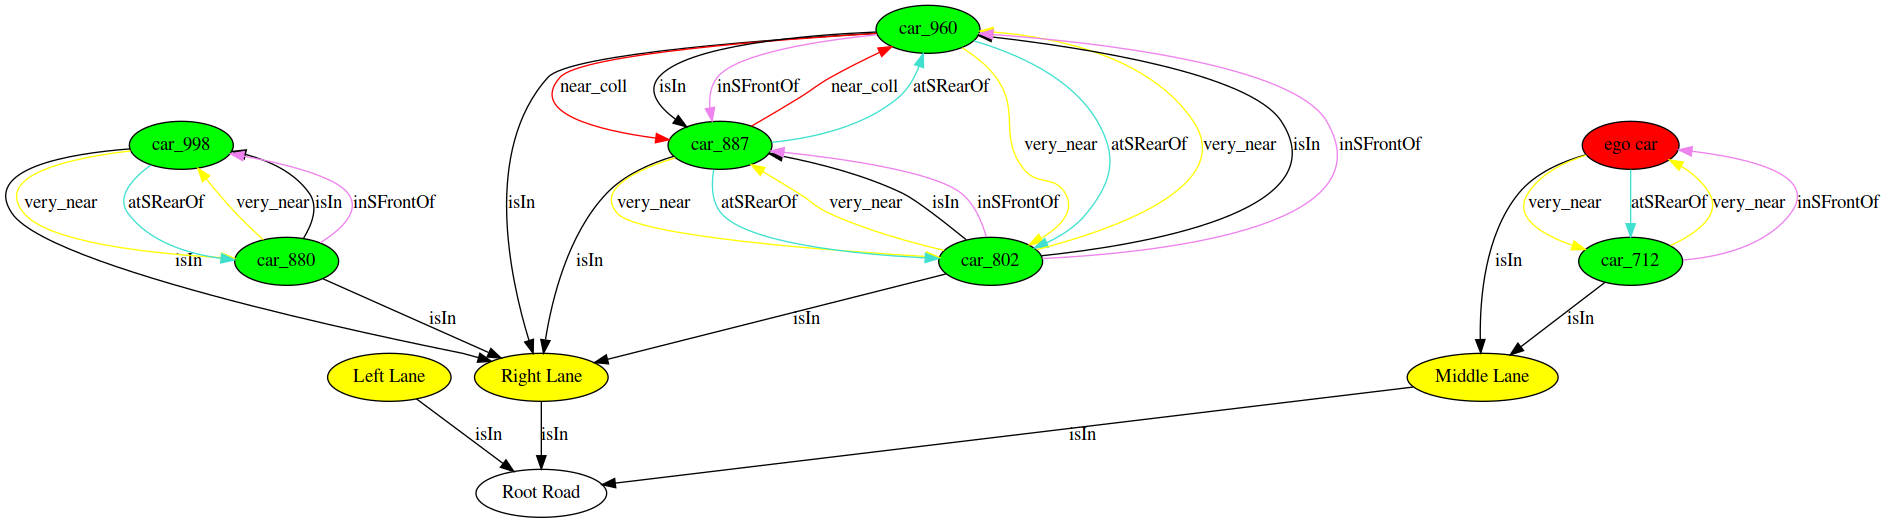 car_960
near_coll
isIn
inSFrontOf
near_coll
atSRearOf
car_998
car_887
very_near
atSRearOf
very_near
isIn
inSFrontOf
ego car
very_near
atSRearOf
very_near
isIn
inSFrontOf
isIn
very_near
atSRearOf
very_near
isIn
inSFrontOf
very_near
atSRearOf
very_near
inSFrontOf
isIn
car_880
isIn
car_802
isIn
car_712
isIn
isIn
isIn
Left Lane
Right Lane
Middle Lane
isIn
isIn
isIn
Root Road